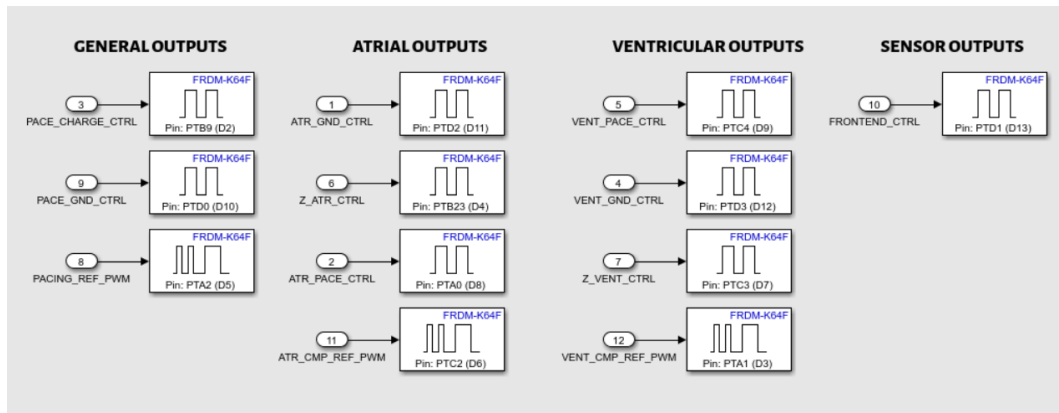 GENERAL OUTPUTS
FRDM-K64F
3
PACE_CHARGE_CTRL
Pin: PTB9 (D2)
FRDM-K64F
9
PACE_GND_CTRL
Pin: PTD0 (D10)
FRDM-K64F
8
PACING_REF_PWM
Pin: PTA2 (D5)
ATRIAL OUTPUTS
FRDM-K64F
1
ATR_GND_CTRL
Pin: PTD2 (D11)
FRDM-K64F
6
Z_ATR_CTRL
Pin: PTB23 (D4)
FRDM-K64F
2
ATR_PACE_CTRL
Pin: PTA0 (D8)
FRDM-K64F
11
ATR_CMP_REF_PWM
Pin: PTC2 (D6)
VENTRICULAR OUTPUTS
FRDM-K64F
5
VENT_PACE_CTRL
Pin: PTC4 (D9)
FRDM-K64F
4
VENT_GND_CTRL
Pin: PTD3 (D12)
FRDM-K64F
7
Z_VENT_CTRL
Pin: PTC3 (D7)
FRDM-K64F
12
VENT_CMP_REF_PWM
Pin: PTA1 (D3)
SENSOR OUTPUTS
FRDM-K64F
10
FRONTEND_CTRL
Pin: PTD1 (D13)